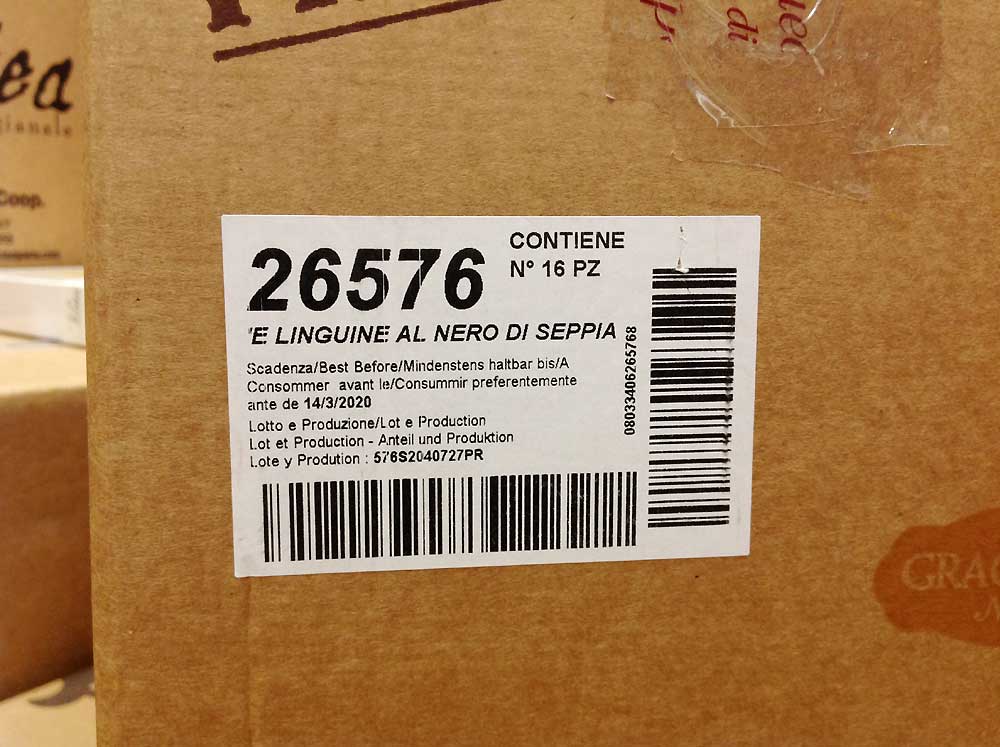 di
Coop.
26576
CONTIENE
N° 16 PZ
'E LINGUINE AL NERO DI SEPPIA
Scadenza/Best Before/Mindenstens haltbar bis/A
Consommer avant le/Consummir preferentemente
ante de 14/3/2020
Lotto e Produzione/Lot e Production
Lot et Production - Anteil und Produktion
Lote y Prodution : 576S2040727PR
08033406265768